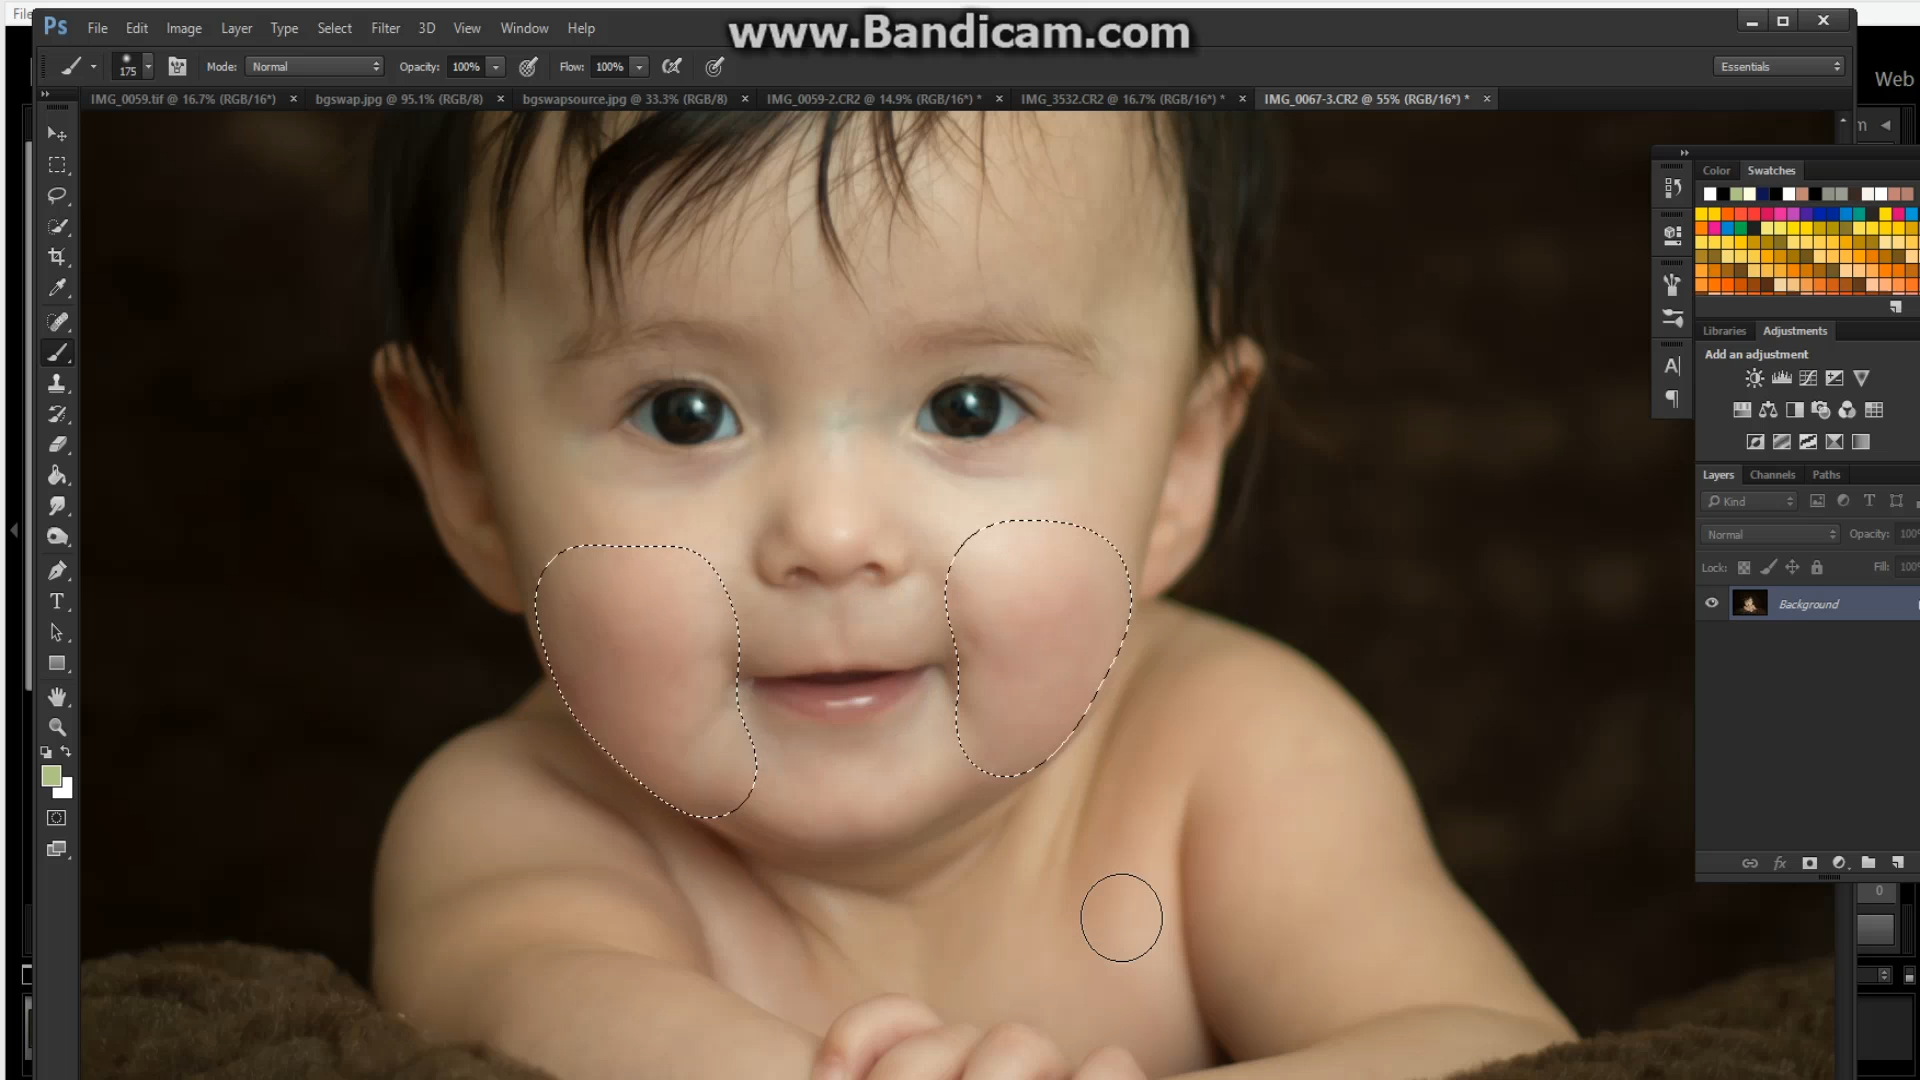 File
www.Bandicam.com
Ps File Edit Image Layer Type Select Filter 3D View Window Help
175 Mode: Normal Opacity: 100% Flow: 100% Essentials
Web
IMG_0059.tif @ 16.7% (RGB/16*) × bgswap.jpg @ 95.1% (RGB/8) × bgswapsource.jpg @ 33.3% (RGB/8) × IMG_0059-2.CR2 @ 14.9% (RGB/16*) * × IMG_3532.CR2 @ 16.7% (RGB/16*) * × IMG_0067-3.CR2 @ 55% (RGB/16*) * ×
Color Swatches
Libraries Adjustments
Add an adjustment
Layers Channels Paths
Kind
Normal Opacity: 100%
Lock: Fill: 100%
Background
0